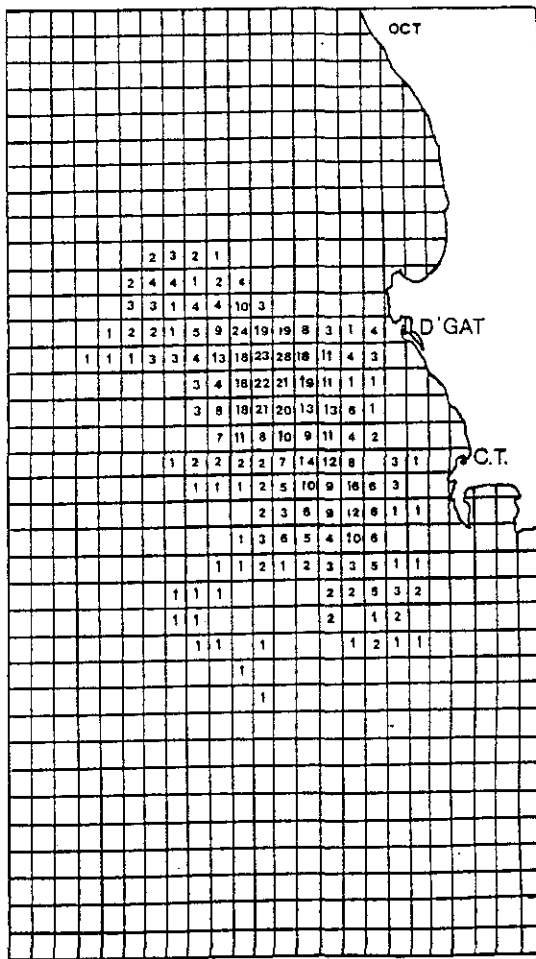 OCT
2 3 2 1
2 4 4 1 2 4
3 3 1 4 4 10 3
1 2 2 1 5 9 24 19 19 8 3 1 4 D'GAT
1 1 1 3 3 4 13 18 23 28 18 11 4 3
3 4 16 22 21 19 11 1 1
3 8 18 21 20 13 13 6 1
7 11 8 10 9 11 4 2
1 2 2 2 2 7 14 12 8 3 1 C.T.
1 1 1 2 5 10 9 16 6 3
2 3 6 9 12 6 1 1
1 3 6 5 4 10 6
1 1 2 1 2 3 3 5 1 1
1 1 1 2 2 5 3 2
1 1 2 1 2
1 1 1 1 2 1 1
1
1